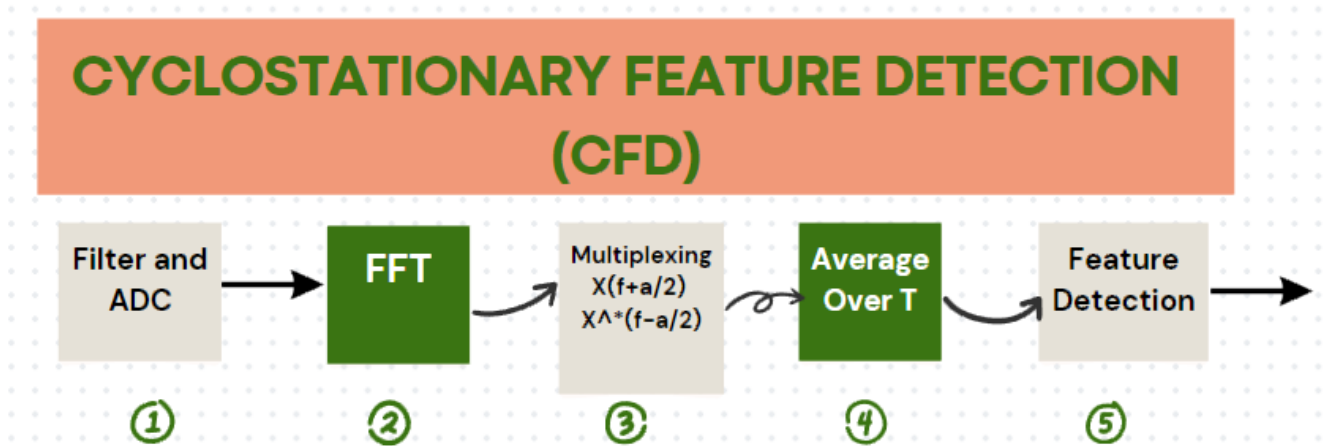 CYCLOSTATIONARY FEATURE DETECTION
(CFD)
Filter and
ADC
FFT
Multiplexing
X(f+a/2)
X^*(f-a/2)
Average
Over T
Feature
Detection
1
2
3
4
5